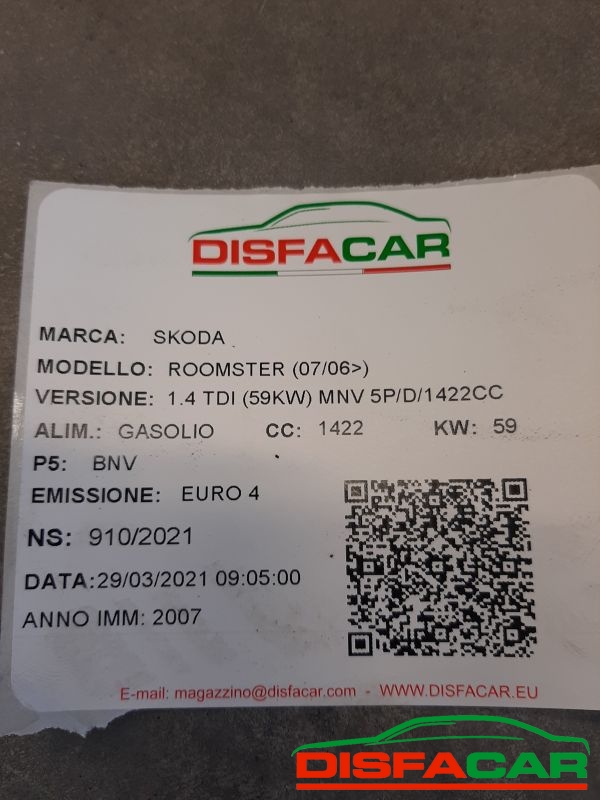 DISFACAR
MARCA: SKODA
MODELLO: ROOMSTER (07/06>)
VERSIONE: 1.4 TDI (59KW) MNV 5P/D/1422CC
ALIM.: GASOLIO CC: 1422 KW: 59
P5: BNV
EMISSIONE: EURO 4
NS: 910/2021
DATA:29/03/2021 09:05:00
ANNO IMM: 2007
E-mail: magazzino@disfacar.com - WWW.DISFACAR.EU
DISFACAR